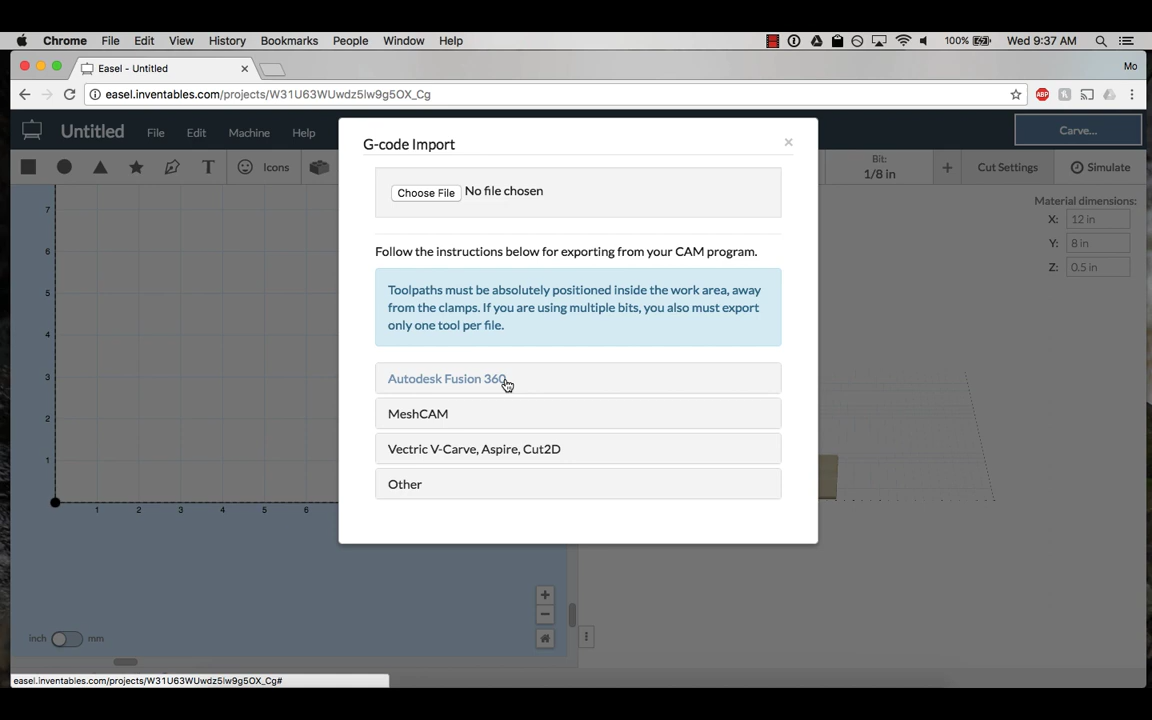 Chrome File Edit View History Bookmarks People Window Help 100% Wed 9:37 AM
Easel - Untitled
Mo
easel.inventables.com/projects/W31U63WUwdz5lw9g5OX_Cg
ABP
Untitled File Edit Machine Help
Carve...
T Icons
Bit:
1/8 in
+ Cut Settings Simulate
G-code Import ×
Choose File No file chosen
Follow the instructions below for exporting from your CAM program.
Toolpaths must be absolutely positioned inside the work area, away
from the clamps. If you are using multiple bits, you also must export
only one tool per file.
Autodesk Fusion 360
MeshCAM
Vectric V-Carve, Aspire, Cut2D
Other
Material dimensions:
X: 12 in
Y: 8 in
Z: 0.5 in
7
6
5
4
3
2
1
1 2 3 4 5 6
+
−
inch mm
easel.inventables.com/projects/W31U63WUwdz5lw9g5OX_Cg#